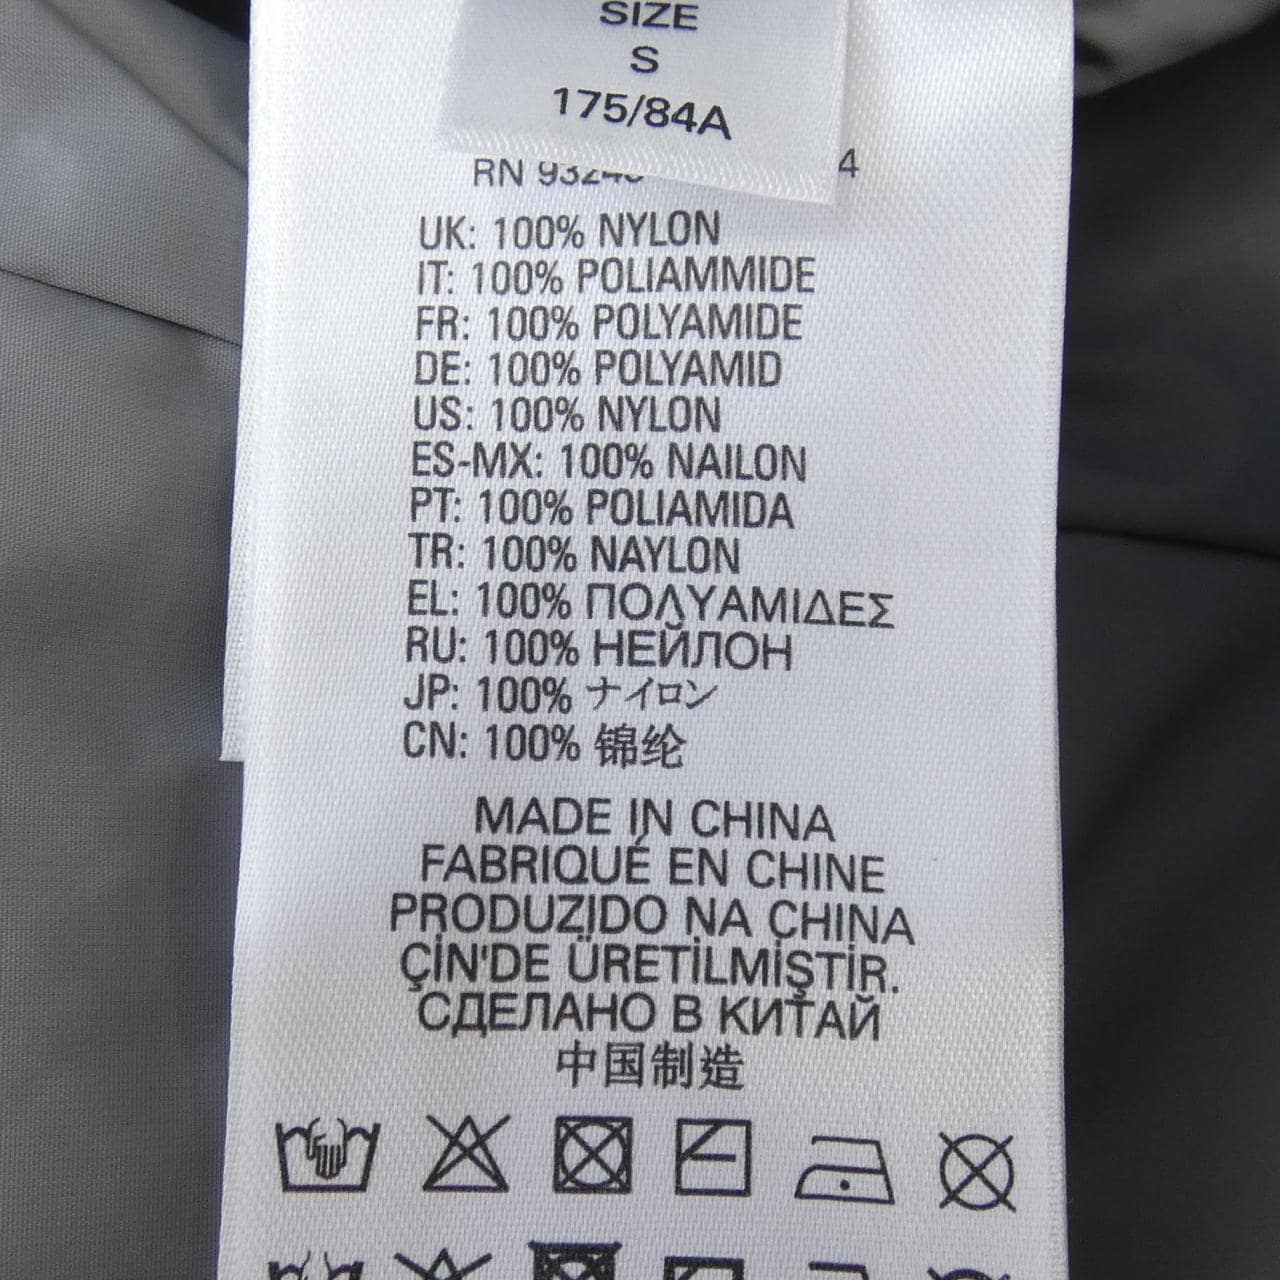 SIZE
S
175/84A
RN
4
UK: 100% NYLON
IT: 100% POLIAMMIDE
FR: 100% POLYAMIDE
DE: 100% POLYAMID
US: 100% NYLON
ES-MX: 100% NAILON
PT: 100% POLIAMIDA
TR: 100% NAYLON
EL: 100% ΠΟΛΥΑΜΙΔΕΣ
RU: 100% НЕЙЛОН
JP: 100% ナイロン
CN: 100% 锦纶
MADE IN CHINA
FABRIQUÉ EN CHINE
PRODUZIDO NA CHINA
ÇİN'DE ÜRETİLMİŞTİR.
СДЕЛАНО В КИТАЙ
中国制造